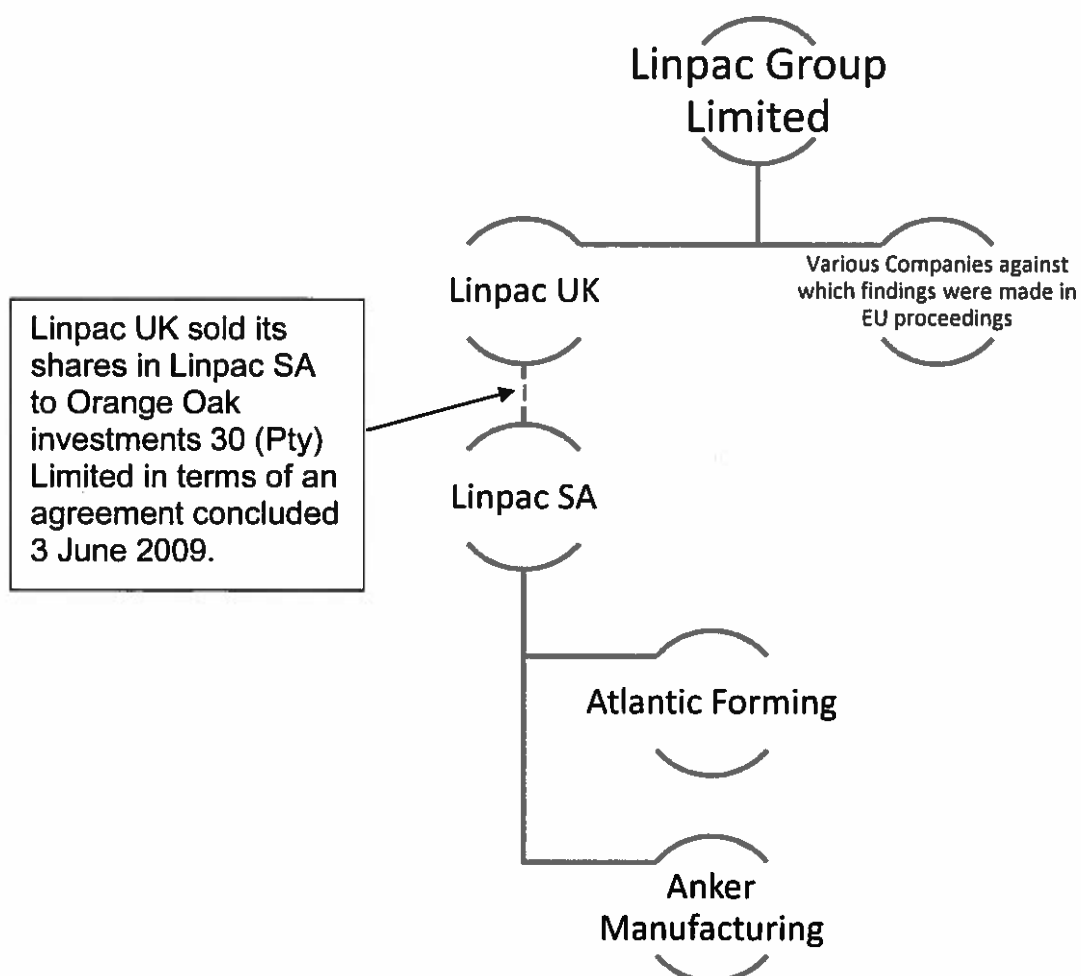 Linpac Group
Limited
Linpac UK
Various Companies against
which findings were made in
EU proceedings
Linpac UK sold its
shares in Linpac SA
to Orange Oak
investments 30 (Pty)
Limited in terms of an
agreement concluded
3 June 2009.
Linpac SA
Atlantic Forming
Anker
Manufacturing